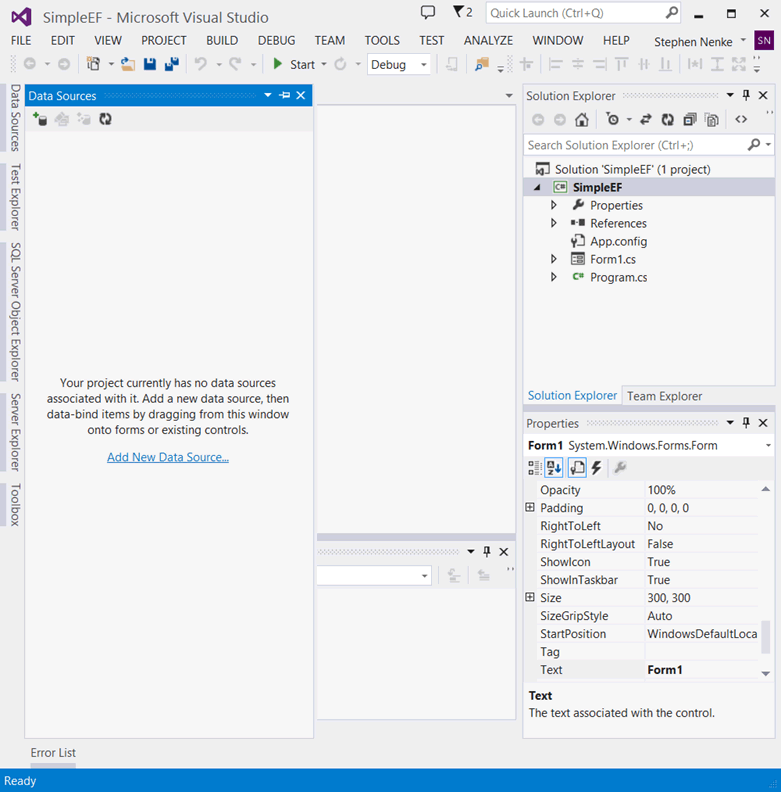 SimpleEF - Microsoft Visual Studio
2
Quick Launch (Ctrl+Q)
FILE EDIT VIEW PROJECT BUILD DEBUG TEAM TOOLS TEST ANALYZE WINDOW HELP Stephen Nenke SN
Start Debug
Data Sources
Test Explorer
SQL Server Object Explorer
Server Explorer
Toolbox
Data Sources
Your project currently has no data sources
associated with it. Add a new data source, then
data-bind items by dragging from this window
onto forms or existing controls.
Add New Data Source...
Solution Explorer
Search Solution Explorer (Ctrl+;)
Solution 'SimpleEF' (1 project)
C# SimpleEF
Properties
References
App.config
Form1.cs
C# Program.cs
Solution Explorer Team Explorer
Properties
Form1 System.Windows.Forms.Form
Opacity 100%
Padding 0, 0, 0, 0
RightToLeft No
RightToLeftLayout False
ShowIcon True
ShowInTaskbar True
Size 300, 300
SizeGripStyle Auto
StartPosition WindowsDefaultLoca
Tag
Text Form1
Text
The text associated with the control.
Error List
Ready